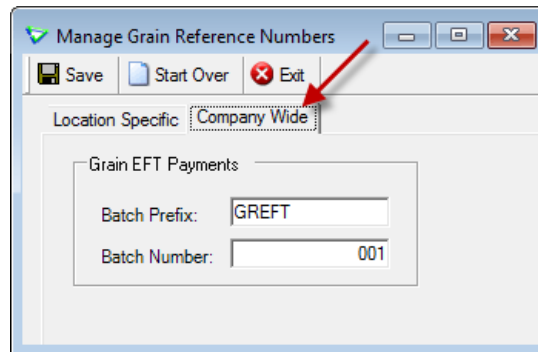 Manage Grain Reference Numbers
Save Start Over Exit
Location Specific Company Wide
Grain EFT Payments
Batch Prefix: GREFT
Batch Number: 001